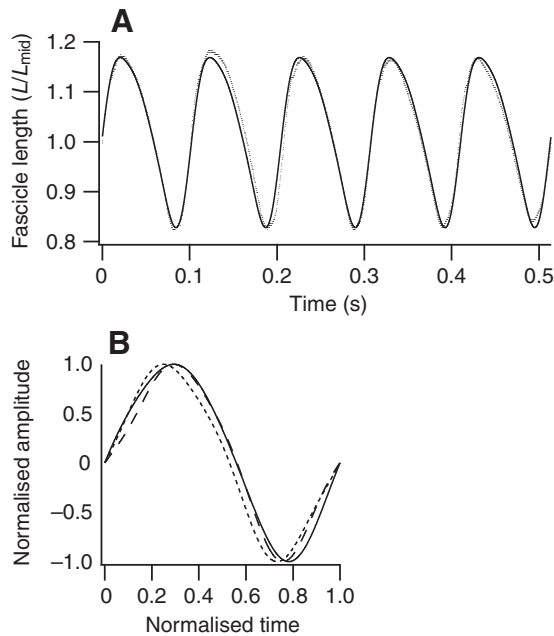 A
1.2
1.1
1.0
0.9
0.8
Fascicle length (L/Lmid)
0 0.1 0.2 0.3 0.4 0.5
Time (s)
B
1.0
0.5
0
−0.5
−1.0
Normalised amplitude
0 0.2 0.4 0.6 0.8 1.0
Normalised time